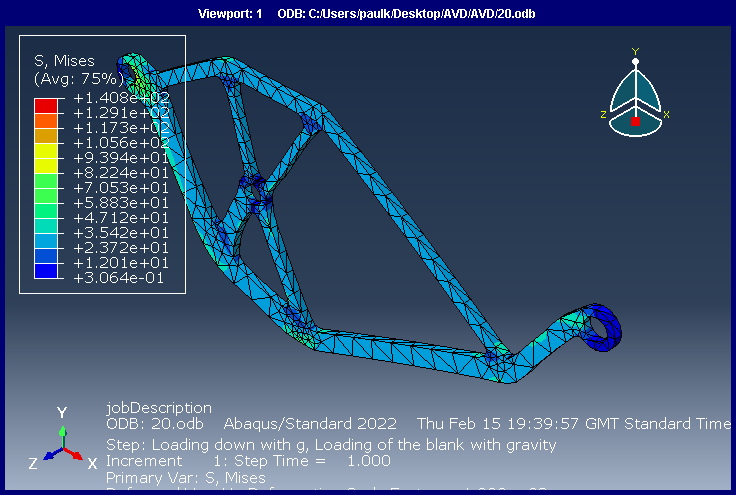 Viewport: 1 ODB: C:/Users/paulk/Desktop/AVD/AVD/20.odb
S, Mises
(Avg: 75%)
+1.408e+02
+1.291e+02
+1.173e+02
+1.056e+02
+9.394e+01
+8.224e+01
+7.053e+01
+5.883e+01
+4.712e+01
+3.542e+01
+2.372e+01
+1.201e+01
+3.064e-01
Y
Z X
Y
Z X
jobDescription
ODB: 20.odb Abaqus/Standard 2022 Thu Feb 15 19:39:57 GMT Standard Time
Step: Loading down with g, Loading of the blank with gravity
Increment 1: Step Time = 1.000
Primary Var: S, Mises